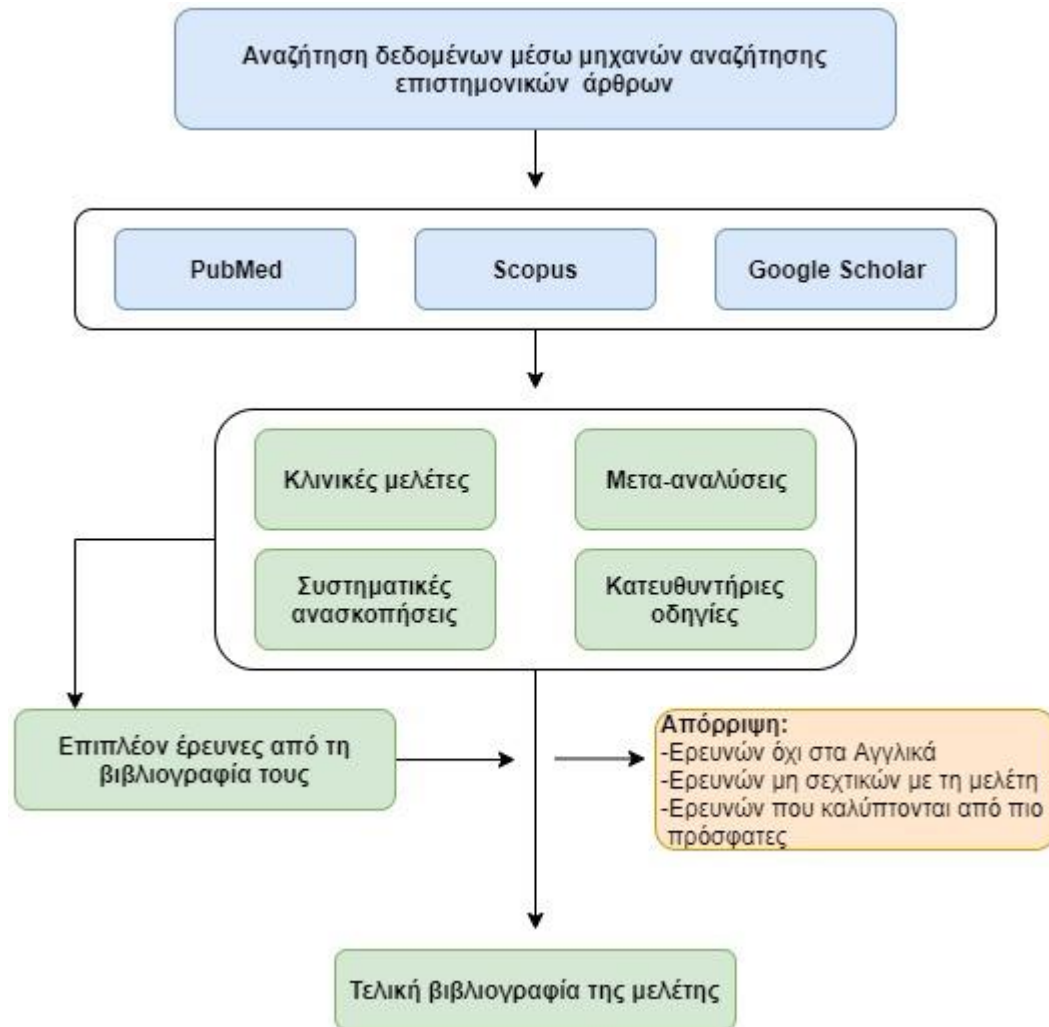 Αναζήτηση δεδομένων μέσω μηχανών αναζήτησης
επιστημονικών άρθρων
PubMed
Scopus
Google Scholar
Κλινικές μελέτες
Μετα-αναλύσεις
Συστηματικές
ανασκοπήσεις
Κατευθυντήριες
οδηγίες
Επιπλέον έρευνες από τη
βιβλιογραφία τους
Απόρριψη:
-Ερευνών όχι στα Αγγλικά
-Ερευνών μη σεχτικών με τη μελέτη
-Ερευνών που καλύπτονται από πιο
πρόσφατες
Τελική βιβλιογραφία της μελέτης